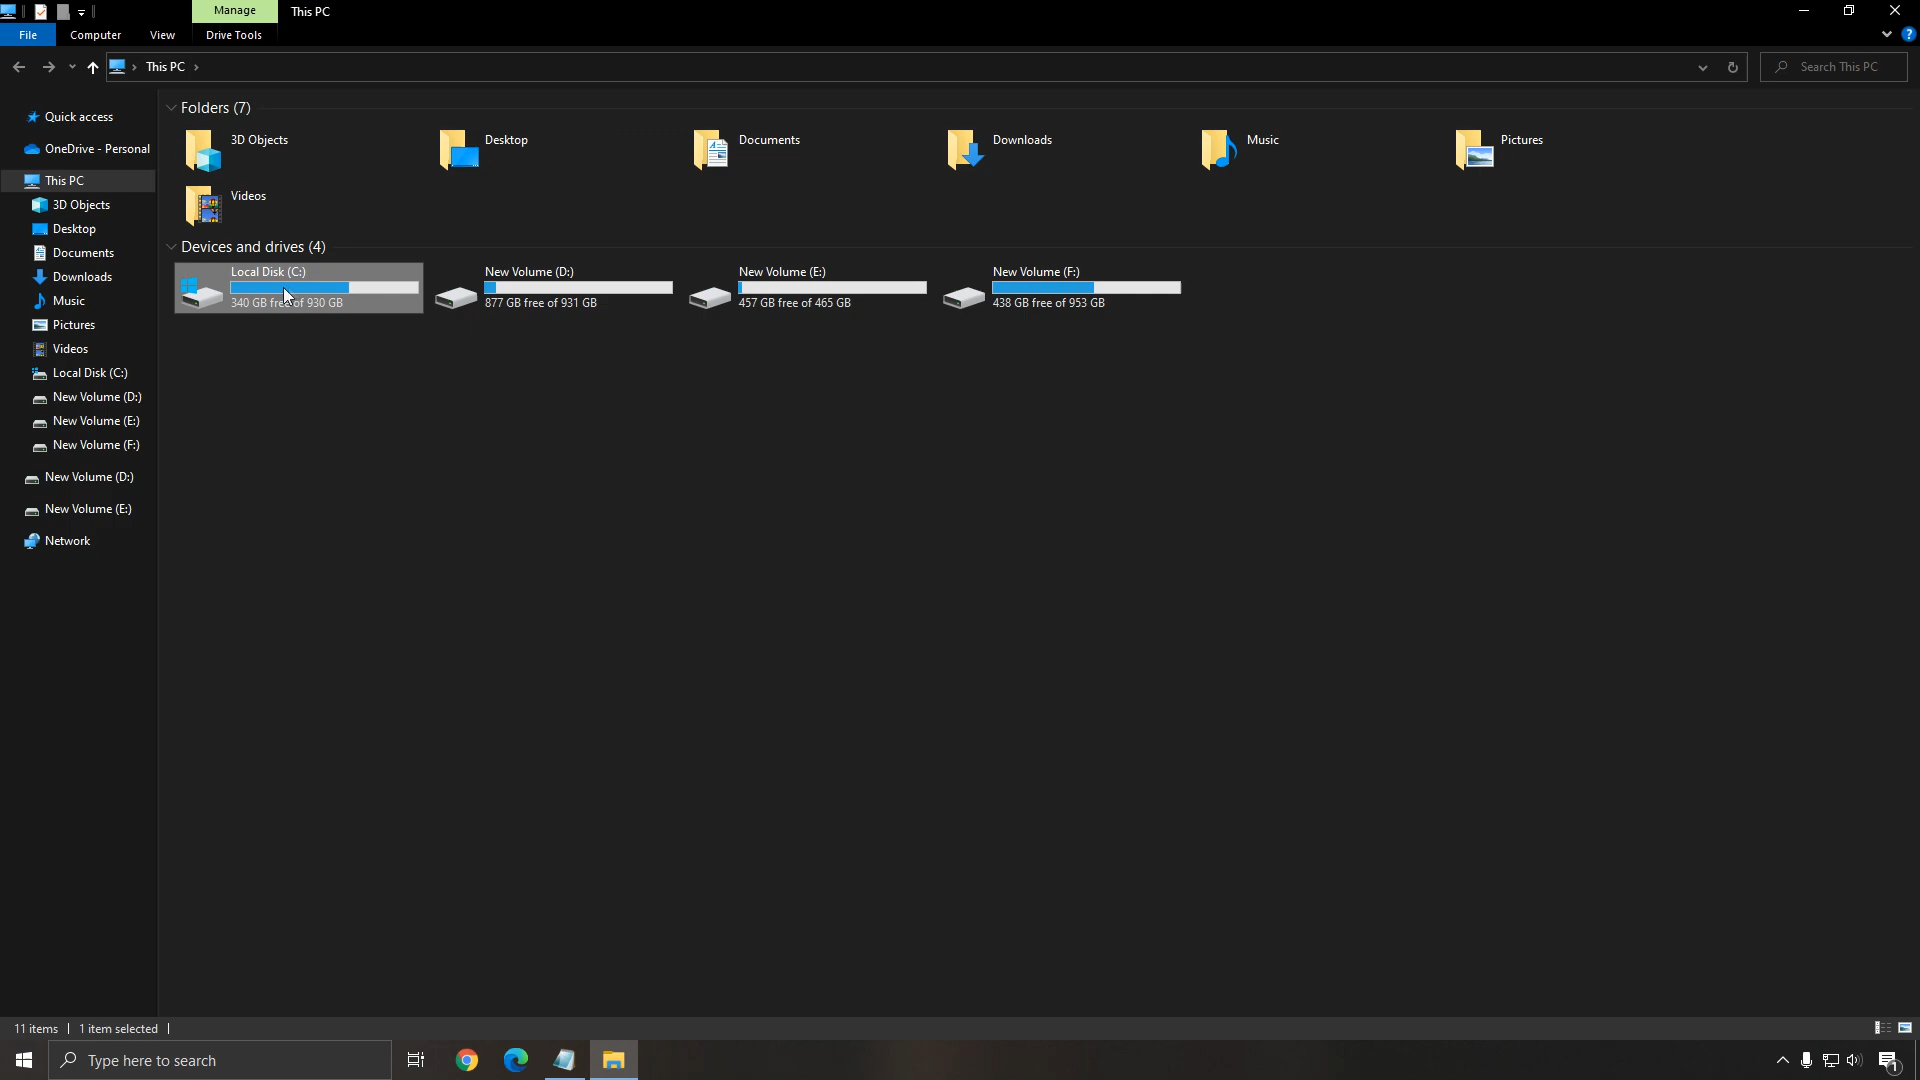 Manage
This PC
File
Computer
View
Drive Tools
This PC
Search This PC
Quick access
OneDrive - Personal
This PC
3D Objects
Desktop
Documents
Downloads
Music
Pictures
Videos
Local Disk (C:)
New Volume (D:)
New Volume (E:)
New Volume (F:)
New Volume (D:)
New Volume (E:)
Network
Folders (7)
3D Objects
Desktop
Documents
Downloads
Music
Pictures
Videos
Devices and drives (4)
Local Disk (C:)
340 GB free of 930 GB
New Volume (D:)
877 GB free of 931 GB
New Volume (E:)
457 GB free of 465 GB
New Volume (F:)
438 GB free of 953 GB
11 items
1 item selected
Type here to search
1